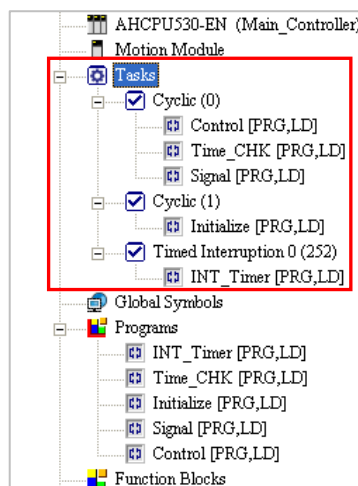 AHCPU530-EN (Main_Controller)
Motion Module
Tasks
Cyclic (0)
Control [PRG,LD]
Time_CHK [PRG,LD]
Signal [PRG,LD]
Cyclic (1)
Initialize [PRG,LD]
Timed Interruption 0 (252)
INT_Timer [PRG,LD]
Global Symbols
Programs
INT_Timer [PRG,LD]
Time_CHK [PRG,LD]
Initialize [PRG,LD]
Signal [PRG,LD]
Control [PRG,LD]
Function Blocks